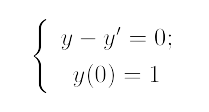 y − y′ = 0;
y(0) = 1